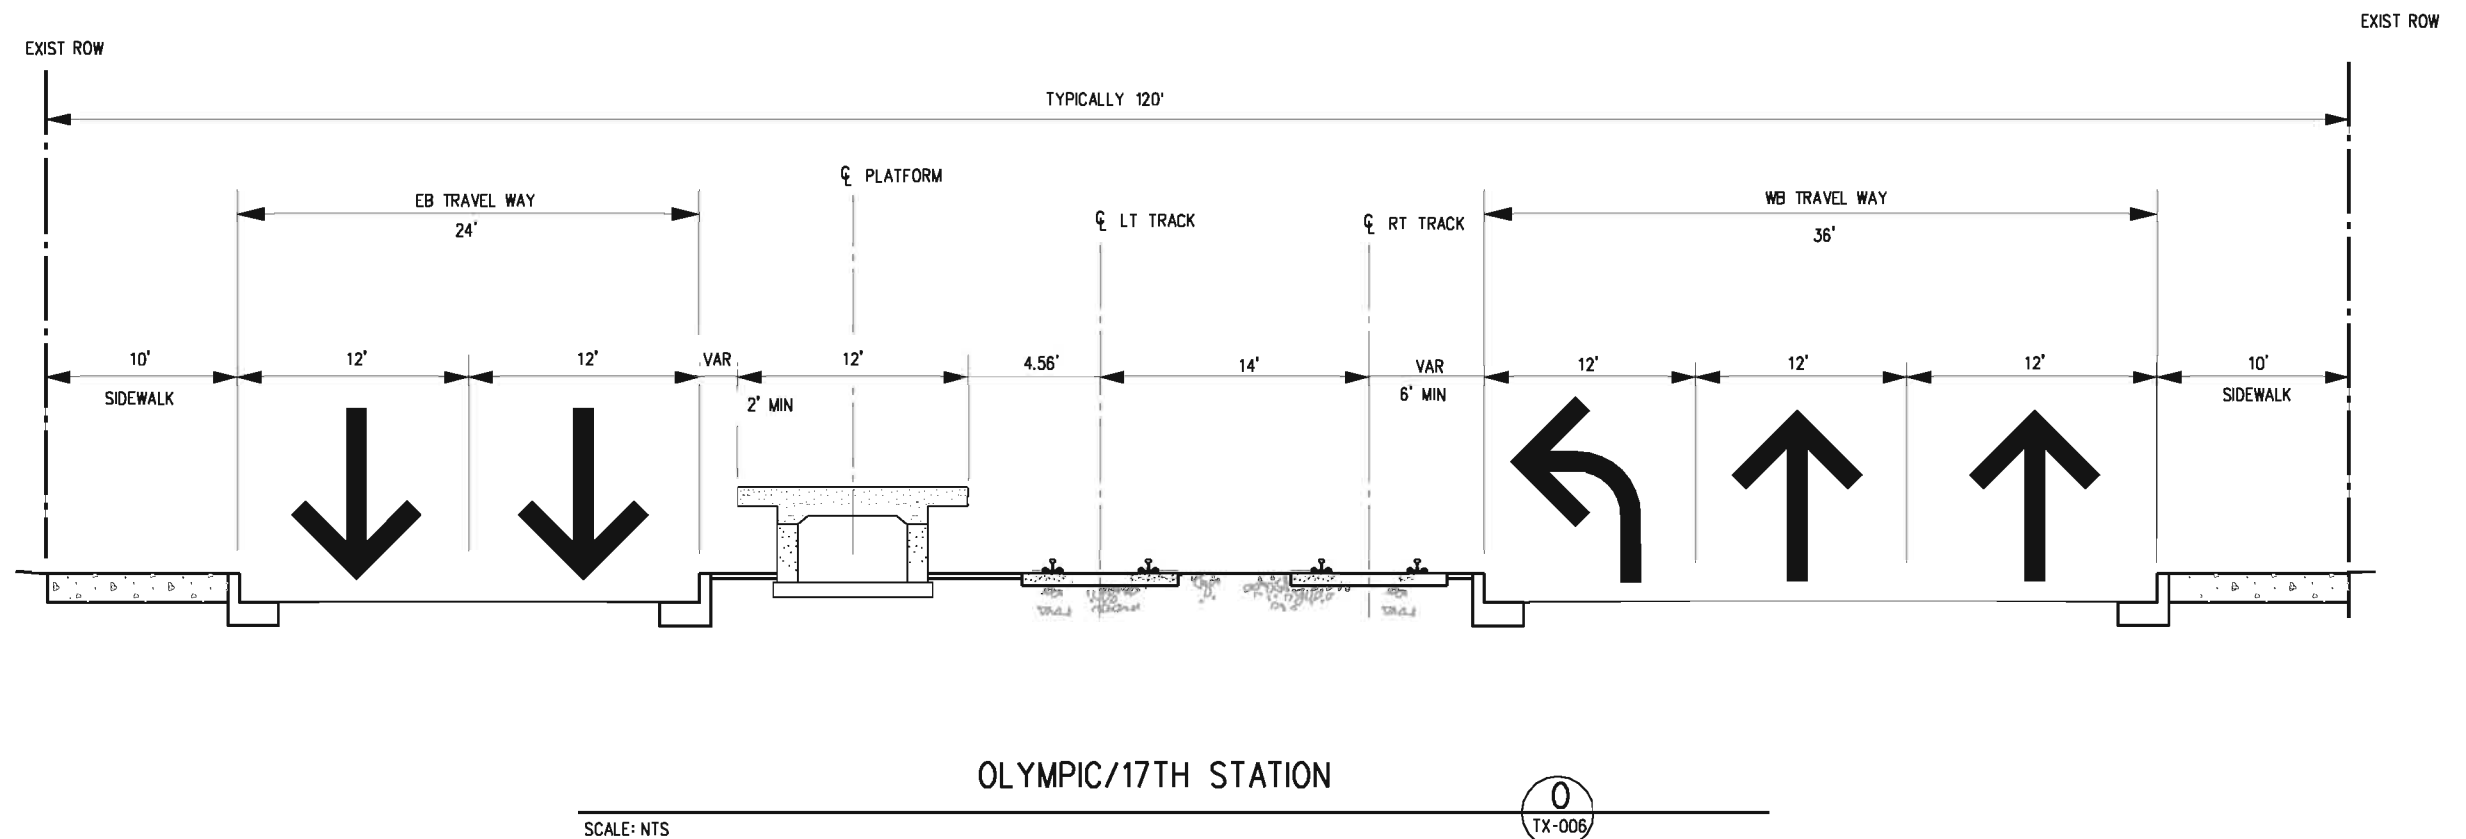 EXIST ROW
EXIST ROW
TYPICALLY 120'
℄ PLATFORM
EB TRAVEL WAY
24'
WB TRAVEL WAY
36'
℄ LT TRACK
℄ RT TRACK
10'
12'
12'
VAR
12'
4.56'
14'
VAR
12'
12'
12'
10'
SIDEWALK
2' MIN
6' MIN
SIDEWALK
OLYMPIC/17TH STATION
O
SCALE: NTS
TX-006